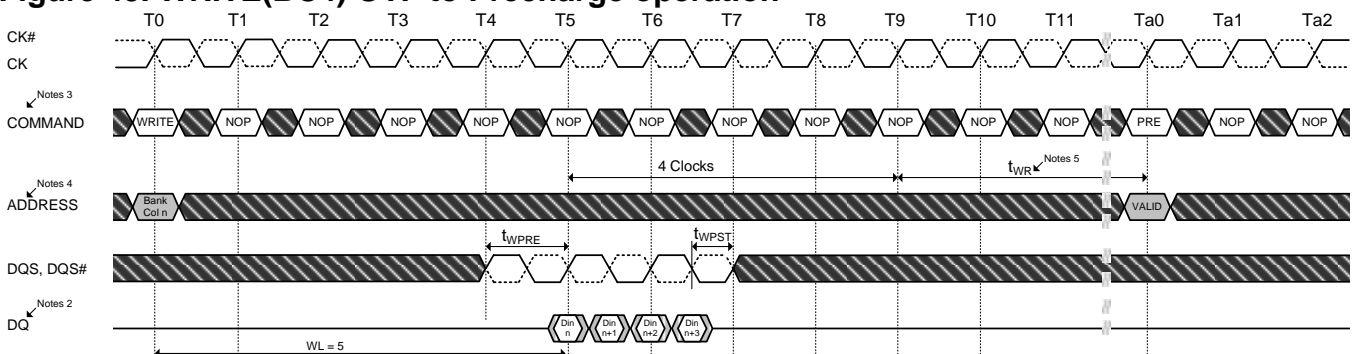 Figure WRITE(BC4) OTF to Precharge operation
T0 T1 T2 T3 T4 T5 T6 T7 T8 T9 T10 T11 Ta0 Ta1 Ta2
CK#
CK
Notes 3
COMMAND WRITE NOP NOP NOP NOP NOP NOP NOP NOP NOP NOP NOP PRE NOP NOP
4 Clocks tWR Notes 5
Notes 4
ADDRESS Bank VALID
Col n
tWPRE tWPST
DQS, DQS#
Notes 2
DQ Din Din Din Din
n n+1 n+2 n+3
WL = 5